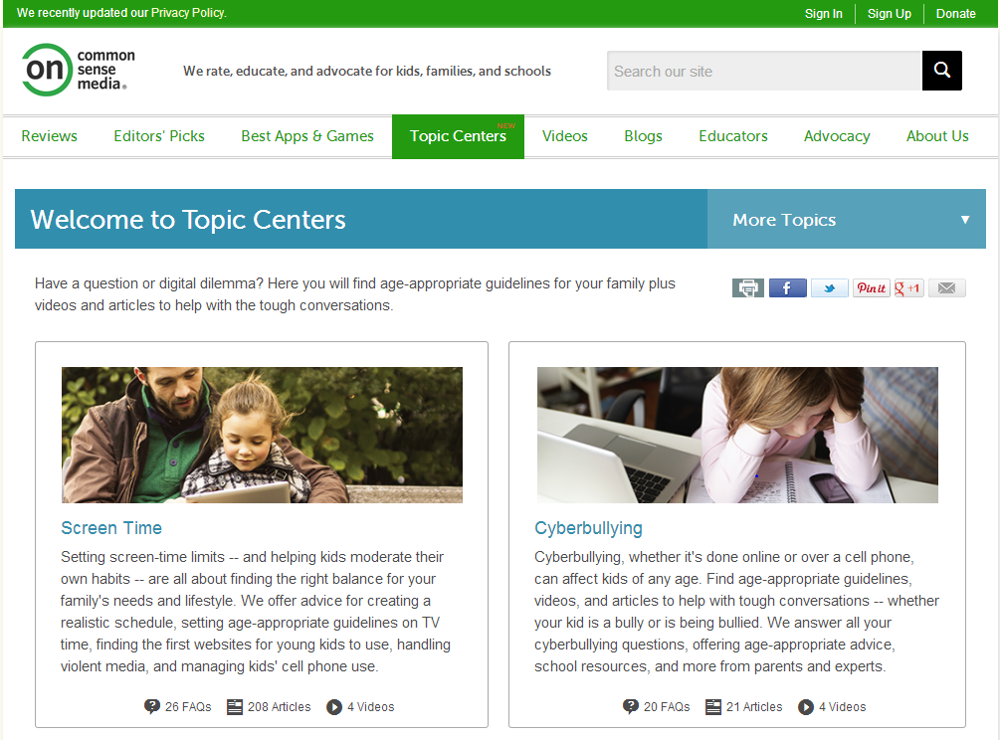 We recently updated our Privacy Policy.
Sign In
Sign Up
Donate
on common
sense
media®
We rate, educate, and advocate for kids, families, and schools
Search our site
Reviews
Editors' Picks
Best Apps & Games
Topic Centers NEW
Videos
Blogs
Educators
Advocacy
About Us
Welcome to Topic Centers
More Topics
Have a question or digital dilemma? Here you will find age-appropriate guidelines for your family plus
videos and articles to help with the tough conversations.
f
Pin it
g +1
Screen Time
Setting screen-time limits -- and helping kids moderate their
own habits -- are all about finding the right balance for your
family's needs and lifestyle. We offer advice for creating a
realistic schedule, setting age-appropriate guidelines on TV
time, finding the first websites for young kids to use, handling
violent media, and managing kids' cell phone use.
26 FAQs
208 Articles
4 Videos
Cyberbullying
Cyberbullying, whether it's done online or over a cell phone,
can affect kids of any age. Find age-appropriate guidelines,
videos, and articles to help with tough conversations -- whether
your kid is a bully or is being bullied. We answer all your
cyberbullying questions, offering age-appropriate advice,
school resources, and more from parents and experts.
20 FAQs
21 Articles
4 Videos